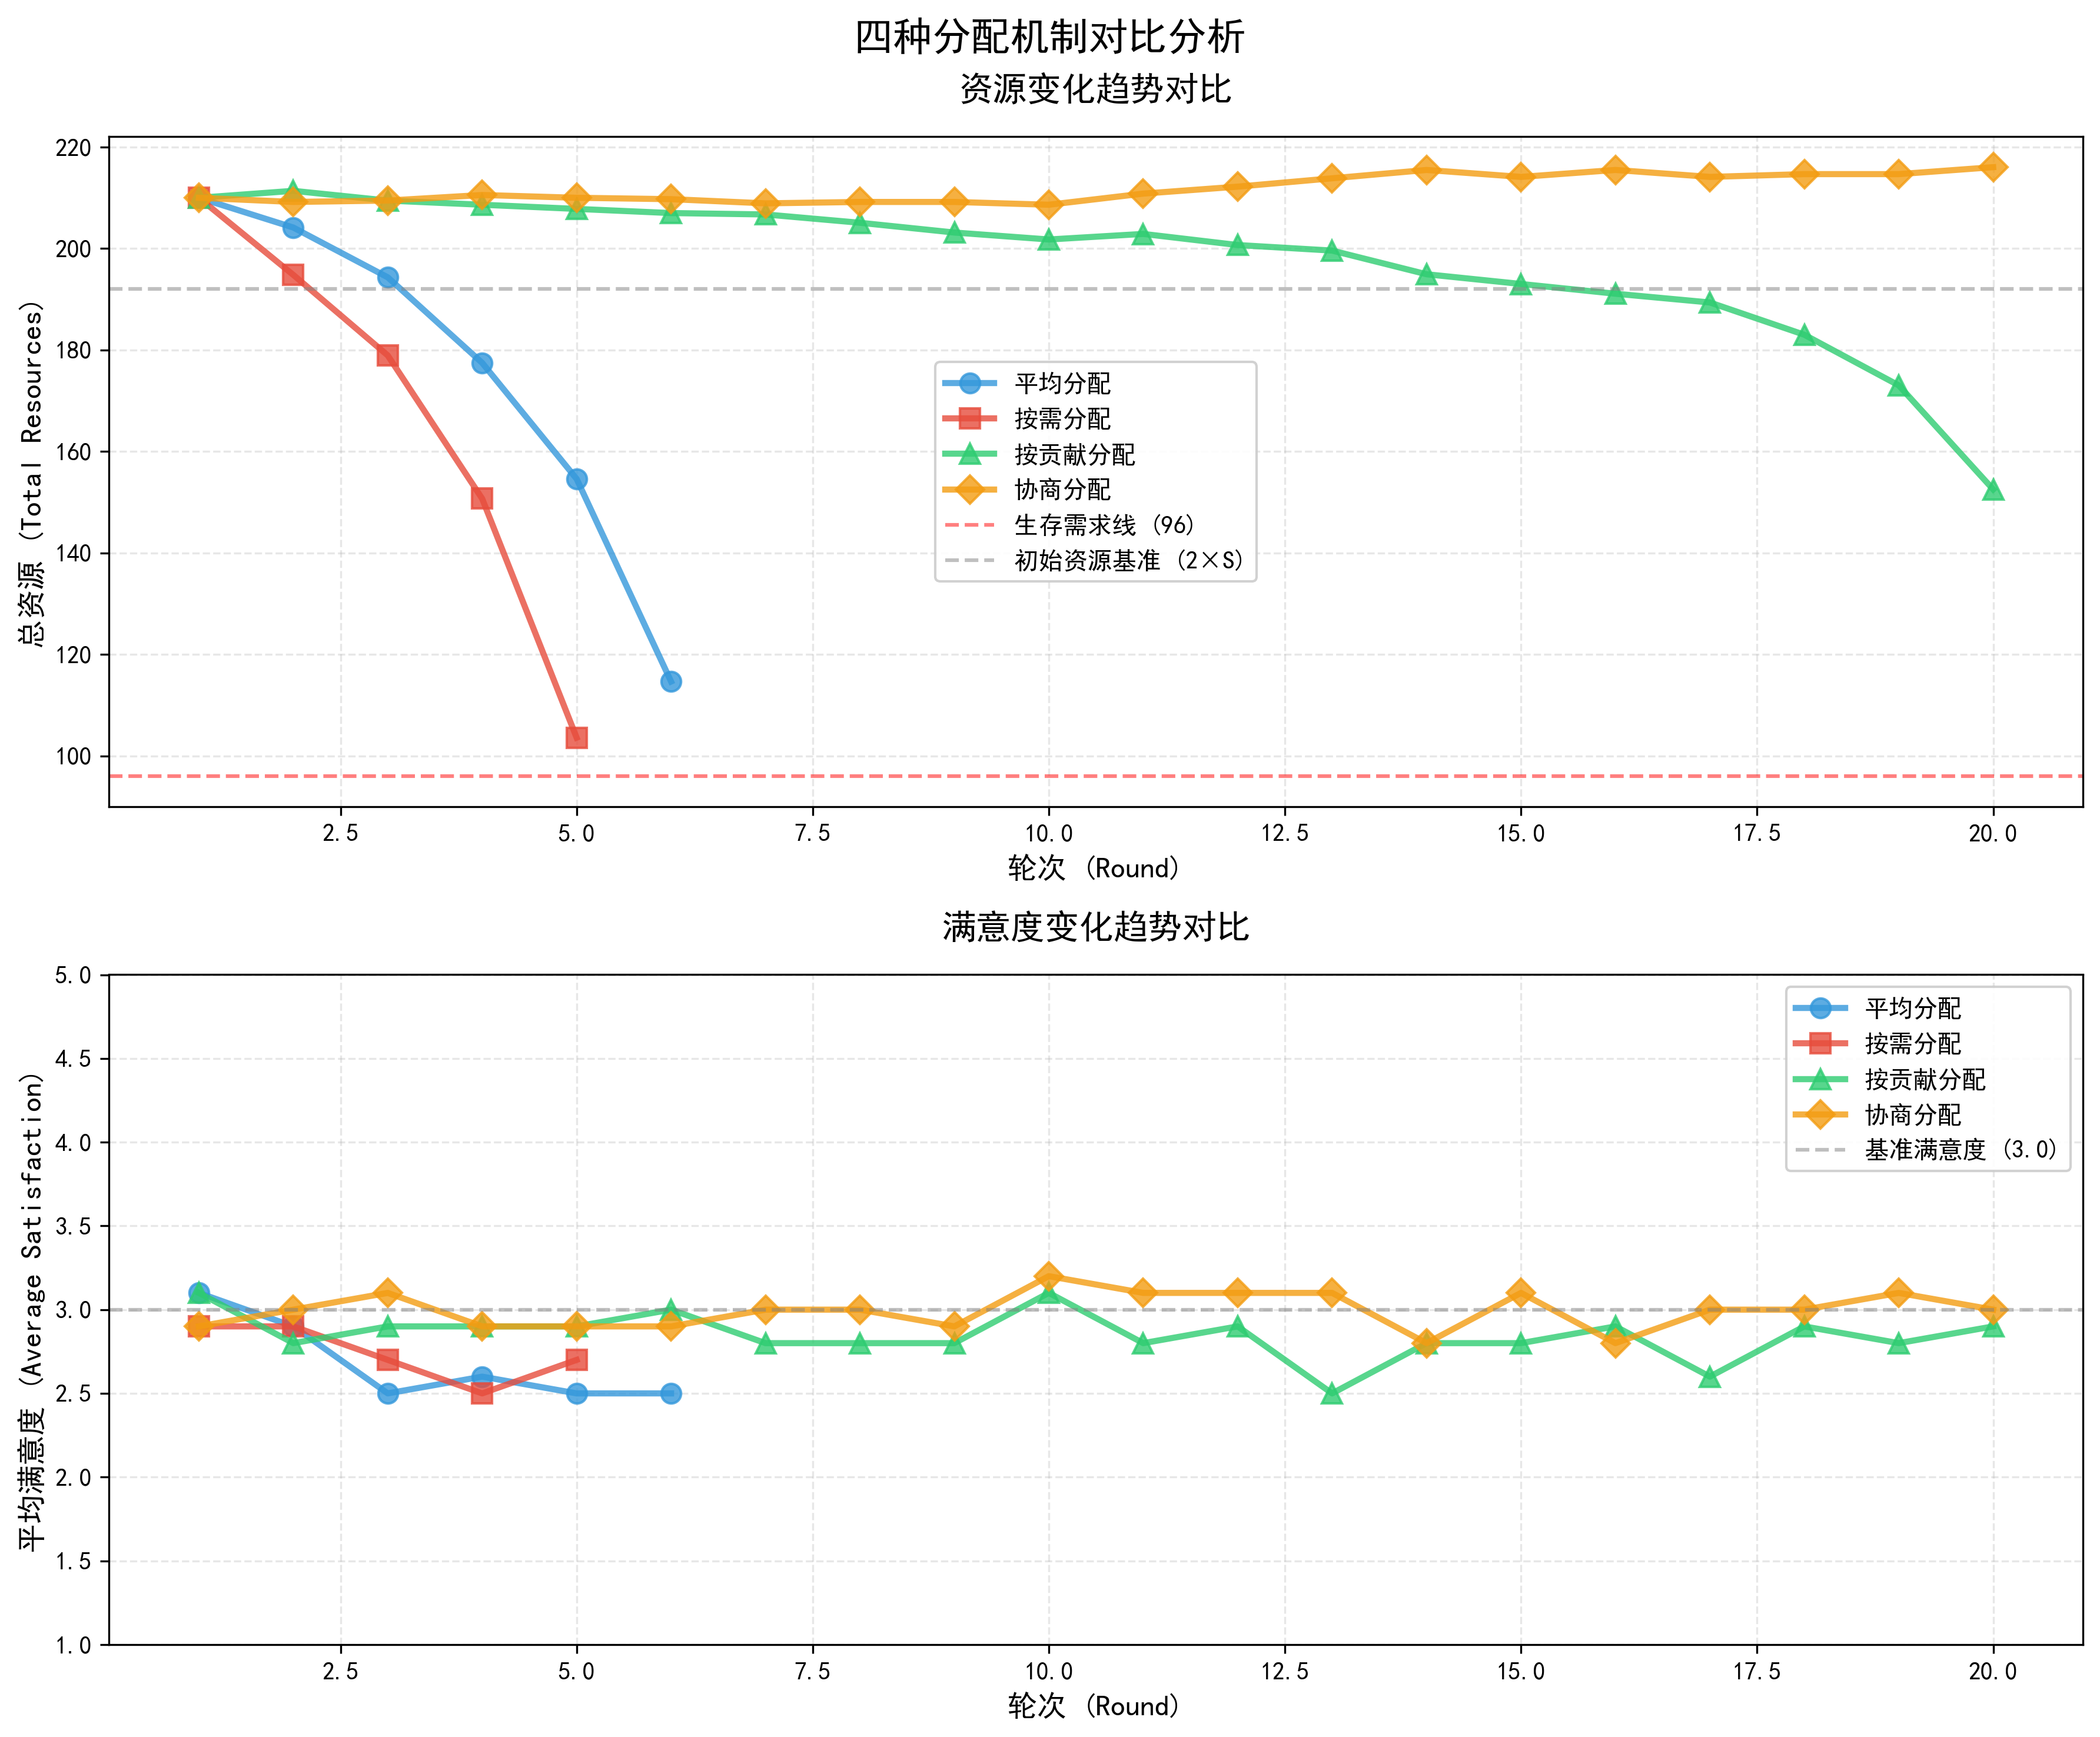 四种分配机制对比分析
资源变化趋势对比
总资源 (Total Resources)
220
200
180
160
140
120
100
平均分配
按需分配
按贡献分配
协商分配
生存需求线 (96)
初始资源基准 (2×S)
2.5 5.0 7.5 10.0 12.5 15.0 17.5 20.0
轮次 (Round)
满意度变化趋势对比
平均满意度 (Average Satisfaction)
5.0
4.5
4.0
3.5
3.0
2.5
2.0
1.5
1.0
平均分配
按需分配
按贡献分配
协商分配
基准满意度 (3.0)
2.5 5.0 7.5 10.0 12.5 15.0 17.5 20.0
轮次 (Round)